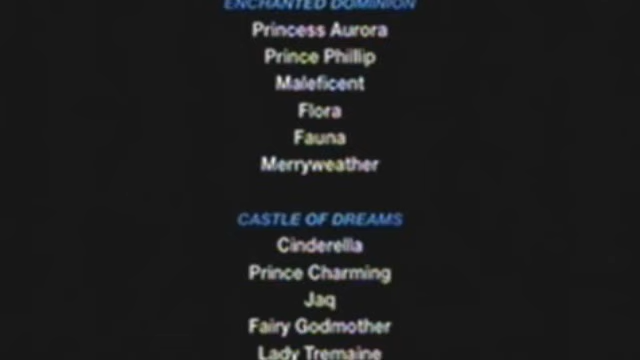 ENCHANTED DOMINION
Princess Aurora
Prince Phillip
Maleficent
Flora
Fauna
Merryweather
CASTLE OF DREAMS
Cinderella
Prince Charming
Jaq
Fairy Godmother
Lady Tremaine